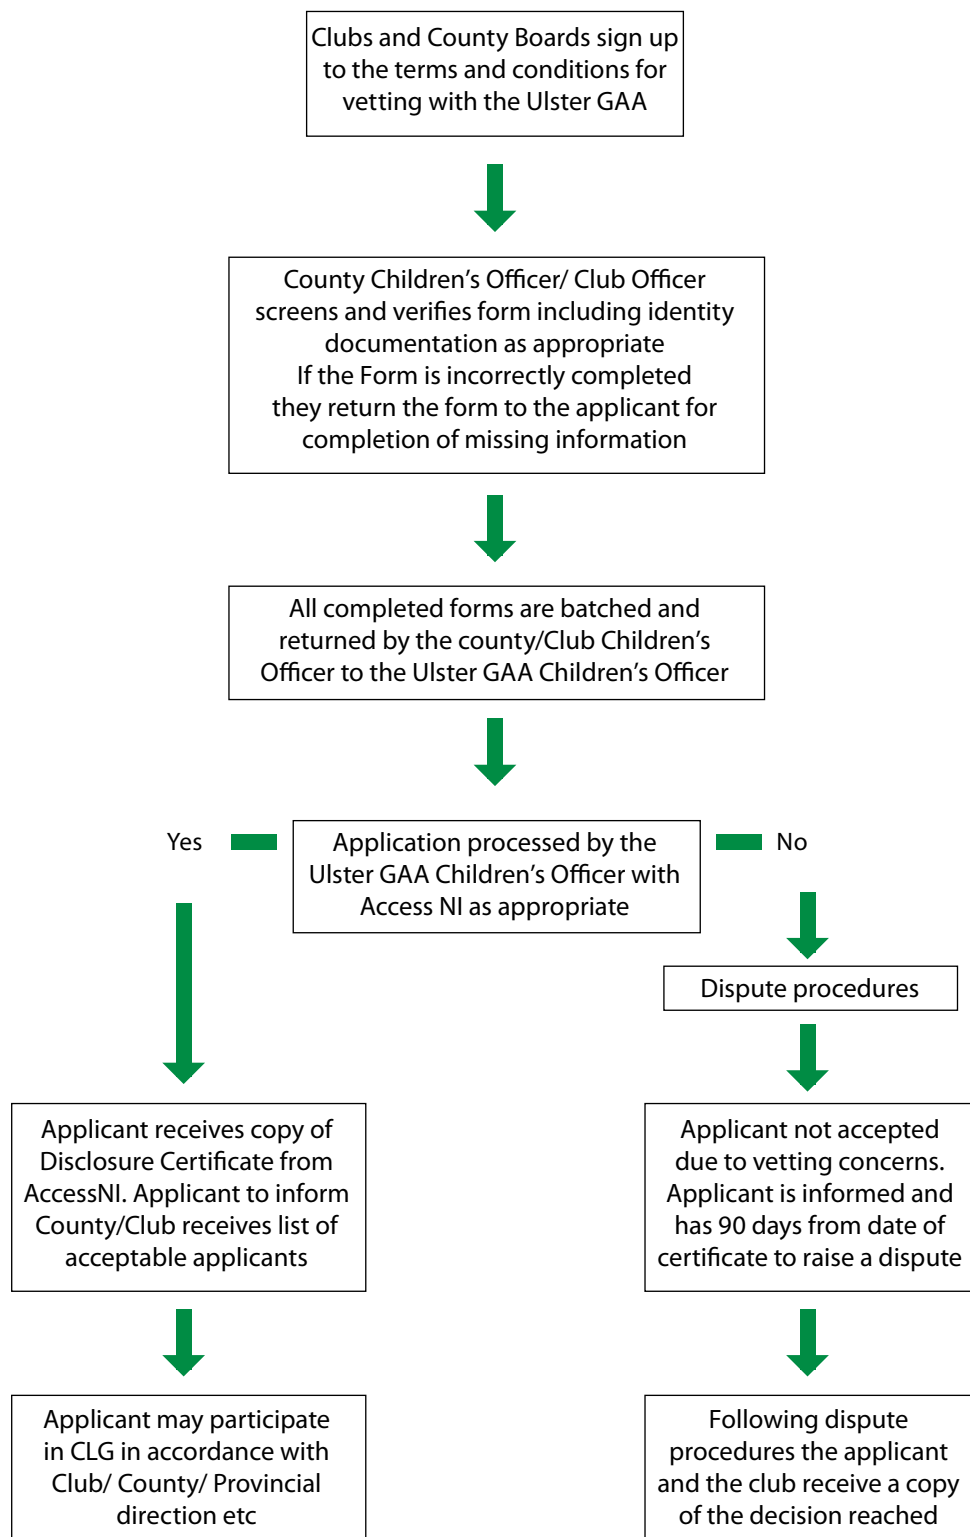 Clubs and County Boards sign up
to the terms and conditions for
vetting with the Ulster GAA
County Children’s Officer/ Club Officer
screens and verifies form including identity
documentation as appropriate
If the Form is incorrectly completed
they return the form to the applicant for
completion of missing information
All completed forms are batched and
returned by the county/Club Children’s
Officer to the Ulster GAA Children’s Officer
Yes
Application processed by the
Ulster GAA Children’s Officer with
Access NI as appropriate
No
Dispute procedures
Applicant receives copy of
Disclosure Certificate from
AccessNI. Applicant to inform
County/Club receives list of
acceptable applicants
Applicant not accepted
due to vetting concerns.
Applicant is informed and
has 90 days from date of
certificate to raise a dispute
Applicant may participate
in CLG in accordance with
Club/ County/ Provincial
direction etc
Following dispute
procedures the applicant
and the club receive a copy
of the decision reached